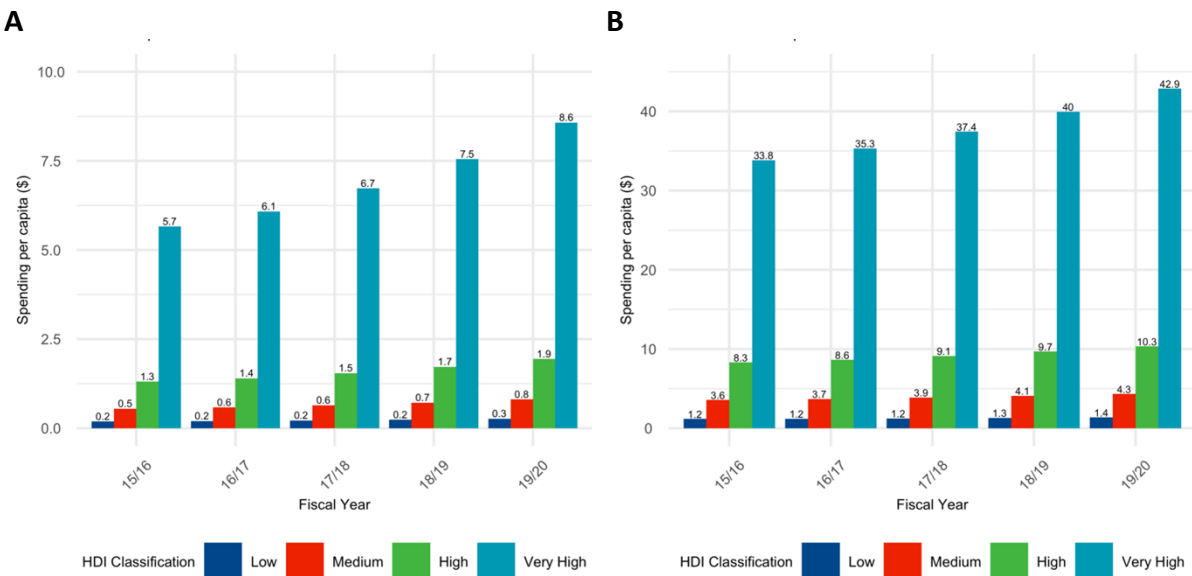 A
Spending per capita ($)
10.0
7.5
5.0
2.5
0.0
0.2 0.5 1.3 5.7
0.2 0.6 1.4 6.1
0.2 0.6 1.5 6.7
0.2 0.7 1.7 7.5
0.3 0.8 1.9 8.6
15/16 16/17 17/18 18/19 19/20
Fiscal Year
HDI Classification Low Medium High Very High
B
Spending per capita ($)
40
30
20
10
0
1.2 3.6 8.3 33.8
1.2 3.7 8.6 35.3
1.2 3.9 9.1 37.4
1.3 4.1 9.7 40
1.4 4.3 10.3 42.9
15/16 16/17 17/18 18/19 19/20
Fiscal Year
HDI Classification Low Medium High Very High